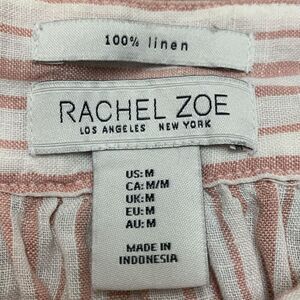 100% linen
RACHEL ZOE
LOS ANGELES NEW YORK
US:M
CA:M/M
UK:M
EU:M
AU:M
MADE IN
INDONESIA